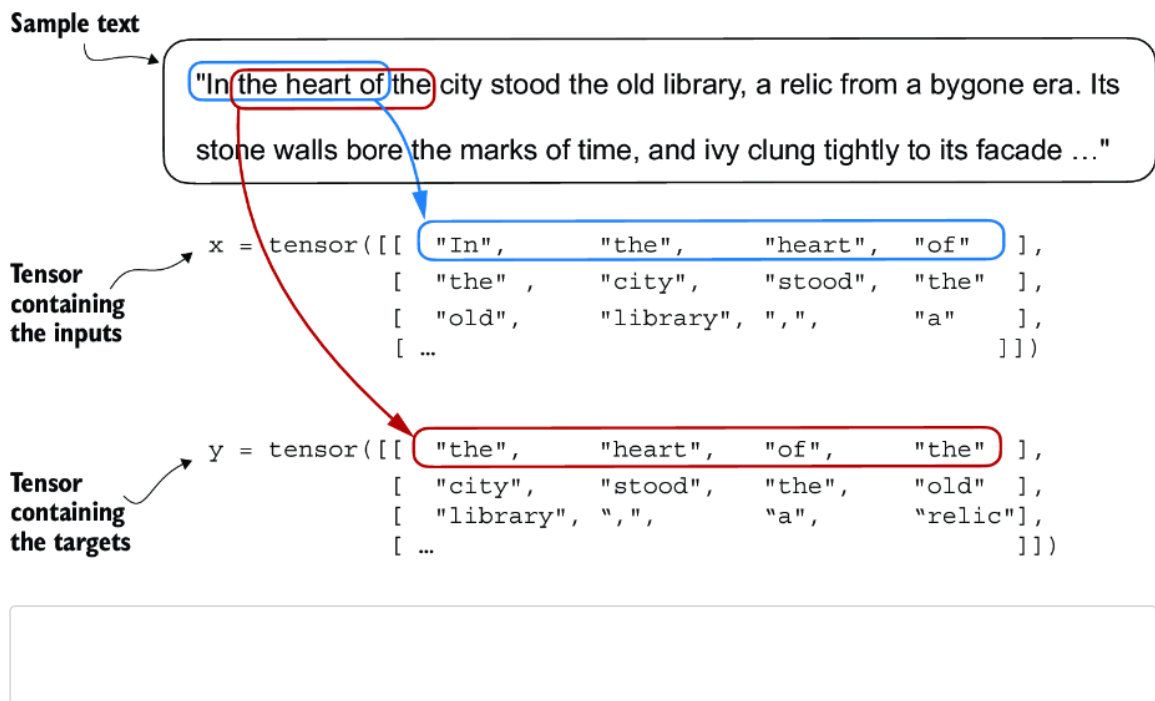 Sample text
"In the heart of the city stood the old library, a relic from a bygone era. Its
stone walls bore the marks of time, and ivy clung tightly to its facade …"
x = tensor([[ "In", "the", "heart", "of" ],
[ "the" , "city", "stood", "the" ],
[ "old", "library", ",", "a" ],
[ … ]])
Tensor
containing
the inputs
y = tensor([[ "the", "heart", "of", "the" ],
[ "city", "stood", "the", "old" ],
[ "library", “,", “a", “relic"],
[ … ]])
Tensor
containing
the targets